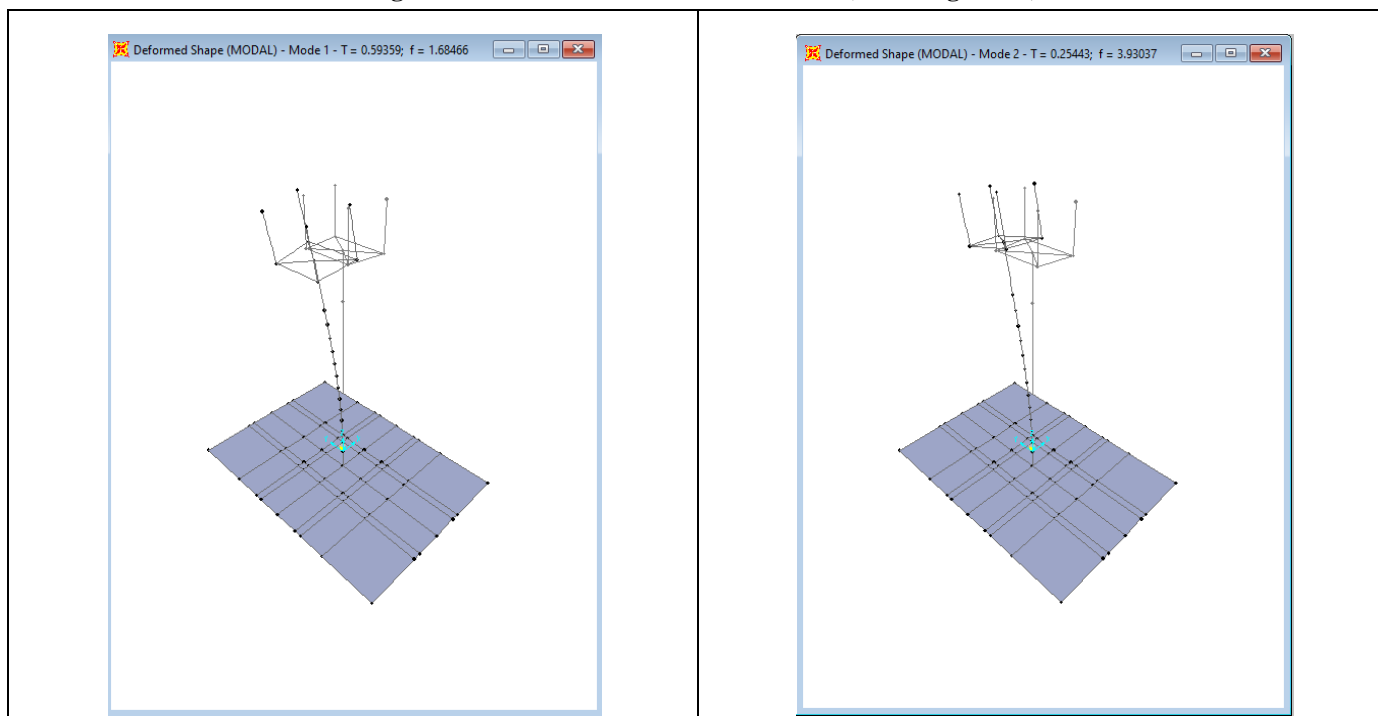 Deformed Shape (MODAL) - Mode 1 - T = 0.59359; f = 1.68466
Deformed Shape (MODAL) - Mode 2 - T = 0.25443; f = 3.93037